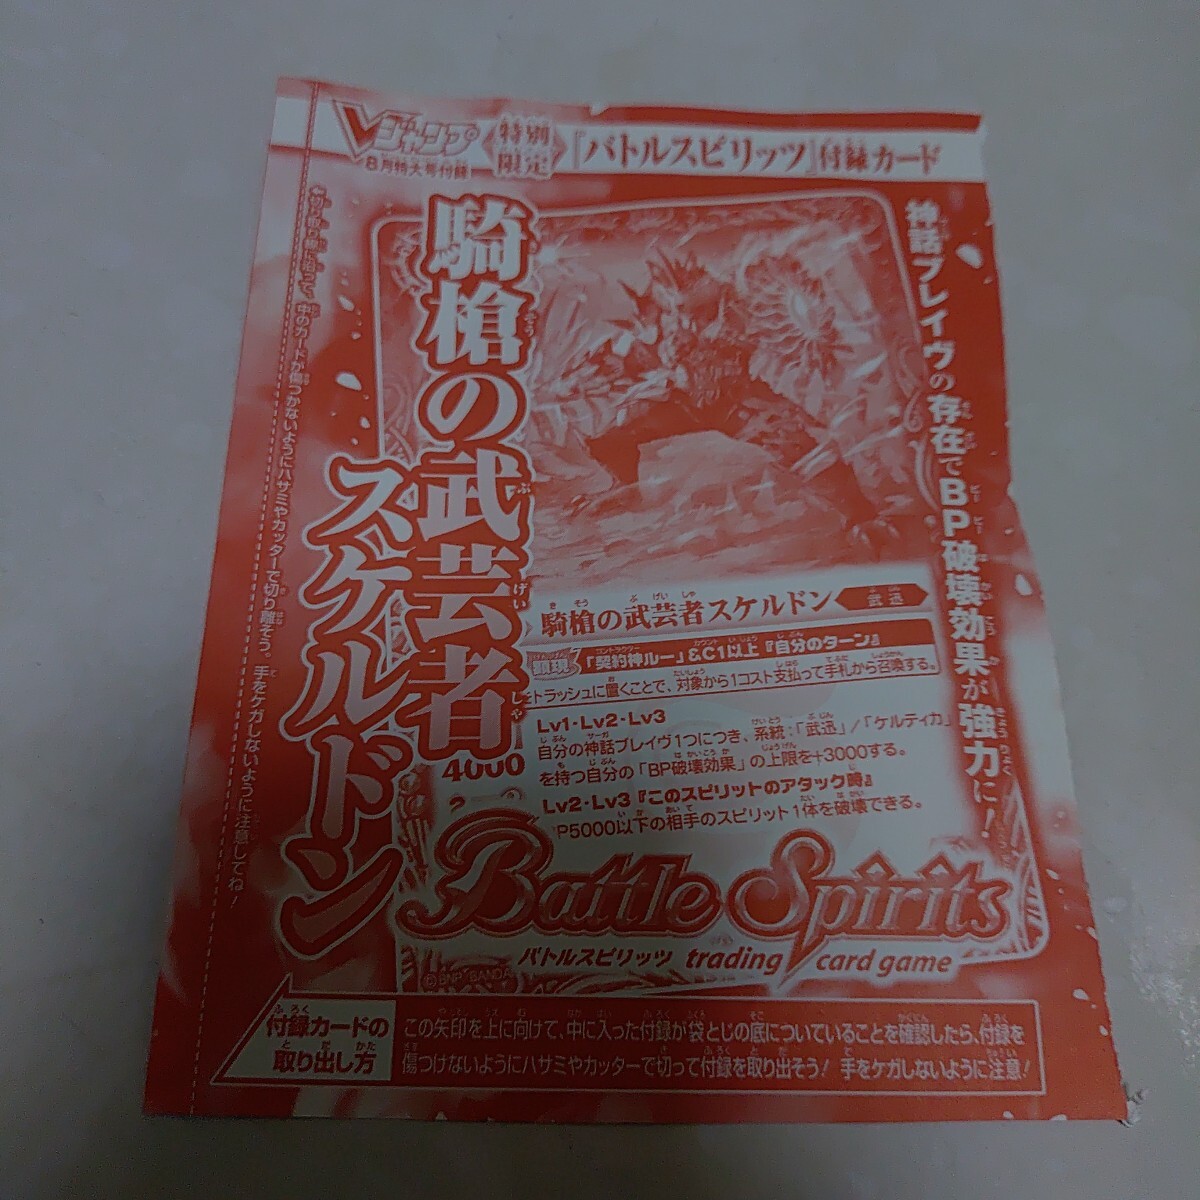 Vジャンプ
8月特大号付録
特別
限定
『バトルスピリッツ』付録カード
神話ブレイヴの存在でBP破壊効果が強力に!
騎槍の武芸者
スケルドン
切り取り線に沿って、中のカードが傷つかないようにハサミやカッターで切り離そう。手をケガしないように注意してね!
騎槍の武芸者スケルドン
武迅
顕現
「契約神ルー」&C1以上『自分のターン』
をトラッシュに置くことで、対象から1コスト支払って手札から召喚する。
Lv1・Lv2・Lv3
自分の神話ブレイヴ1つにつき、系統:「武迅」/「ケルティカ」
を持つ自分の「BP破壊効果」の上限を+3000する。
4000
Lv2・Lv3『このスピリットのアタック時』
P5000以下の相手のスピリット1体を破壊できる。
Battle Spirits
バトルスピリッツ trading card game
©BNP・BANDA
付録カードの
取り出し方
この矢印を上に向けて、中に入った付録が袋とじの底についていることを確認したら、付録を
傷つけないようにハサミやカッターで切って付録を取り出そう! 手をケガしないように注意!